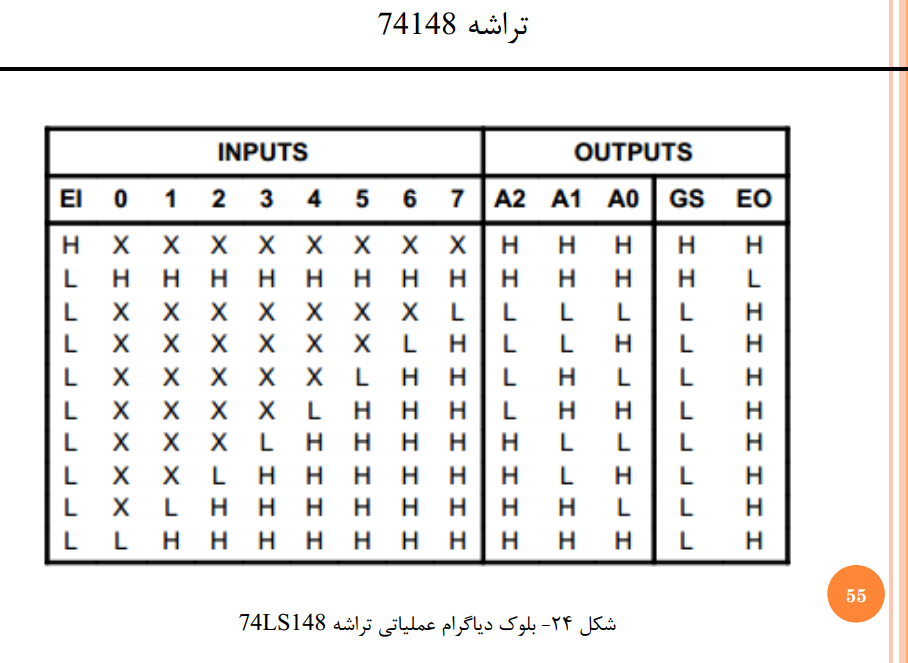 تراشه 74148
INPUTS OUTPUTS
EI 0 1 2 3 4 5 6 7 A2 A1 A0 GS EO
H X X X X X X X X H H H H H
L H H H H H H H H H H H H L
L X X X X X X X L L L L L H
L X X X X X X L H L L H L H
L X X X X X L H H L H L L H
L X X X X L H H H L H H L H
L X X X L H H H H H L L L H
L X X L H H H H H H L H L H
L X L H H H H H H H H L L H
L L H H H H H H H H H H L H
55
شکل ۲۴- بلوک دیاگرام عملیاتی تراشه 74LS148